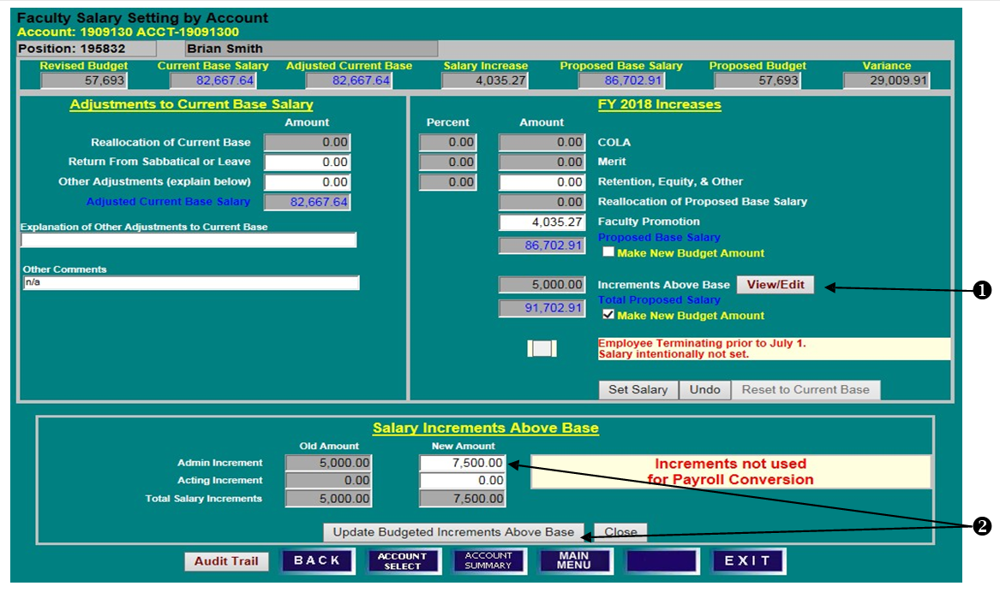 Faculty Salary Setting by Account
Account: 1909130 ACCT-19091300
Position: 195832 Brian Smith
Revised Budget Current Base Salary Adjusted Current Base Salary Increase Proposed Base Salary Proposed Budget Variance
57,693 82,667.64 82,667.64 4,035.27 86,702.91 57,693 29,009.91
Adjustments to Current Base Salary
Amount
Reallocation of Current Base 0.00
Return From Sabbatical or Leave 0.00
Other Adjustments (explain below) 0.00
Adjusted Current Base Salary 82,667.64
Explanation of Other Adjustments to Current Base
Other Comments
n/a
FY 2018 Increases
Percent Amount
0.00 0.00 COLA
0.00 0.00 Merit
0.00 0.00 Retention, Equity, & Other
0.00 Reallocation of Proposed Base Salary
4,035.27 Faculty Promotion
Proposed Base Salary
86,702.91
Make New Budget Amount
5,000.00 Increments Above Base View/Edit ❶
Total Proposed Salary
91,702.91
Make New Budget Amount
Employee Terminating prior to July 1.
Salary intentionally not set.
Set Salary Undo Reset to Current Base
Salary Increments Above Base
Old Amount New Amount
Admin Increment 5,000.00 7,500.00
Acting Increment 0.00 0.00
Total Salary Increments 5,000.00 7,500.00
Increments not used
for Payroll Conversion
❷
Update Budgeted Increments Above Base Close
Audit Trail BACK ACCOUNT SELECT ACCOUNT SUMMARY MAIN MENU EXIT